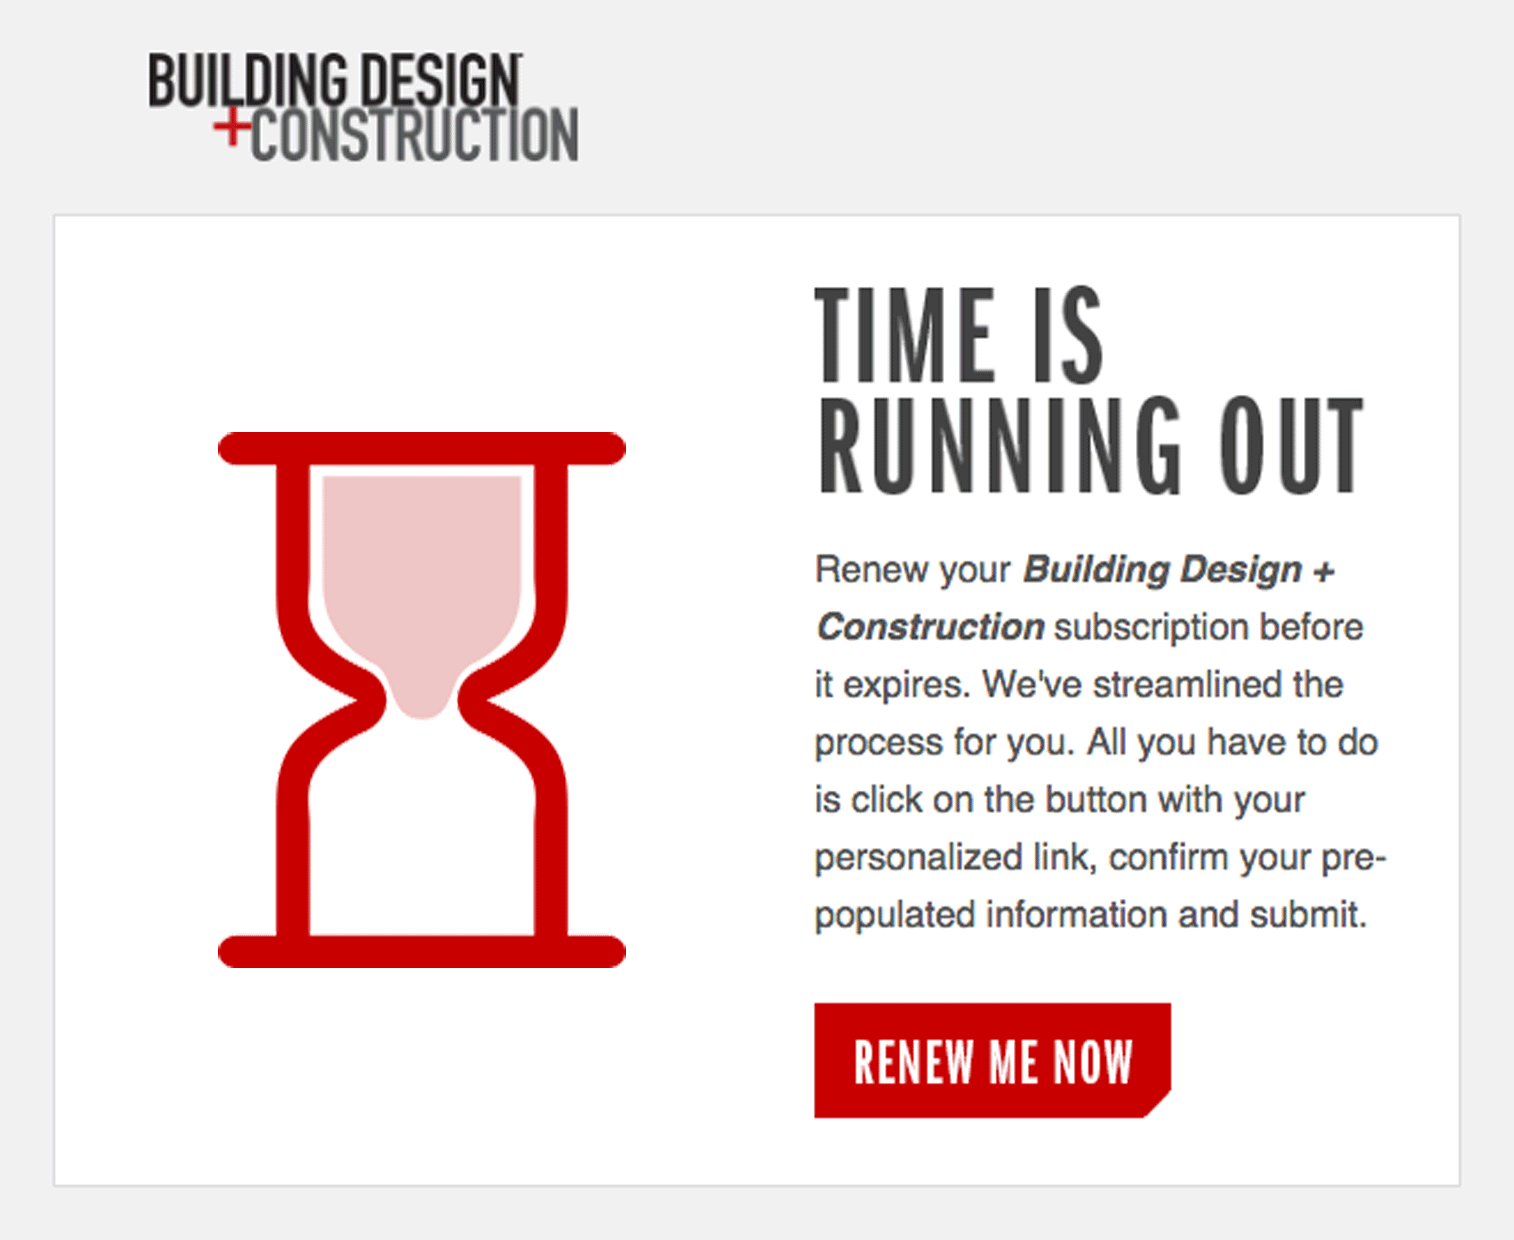 BUILDING DESIGN
+CONSTRUCTION
TIME IS
RUNNING OUT
Renew your Building Design +
Construction subscription before
it expires. We've streamlined the
process for you. All you have to do
is click on the button with your
personalized link, confirm your pre-
populated information and submit.
RENEW ME NOW